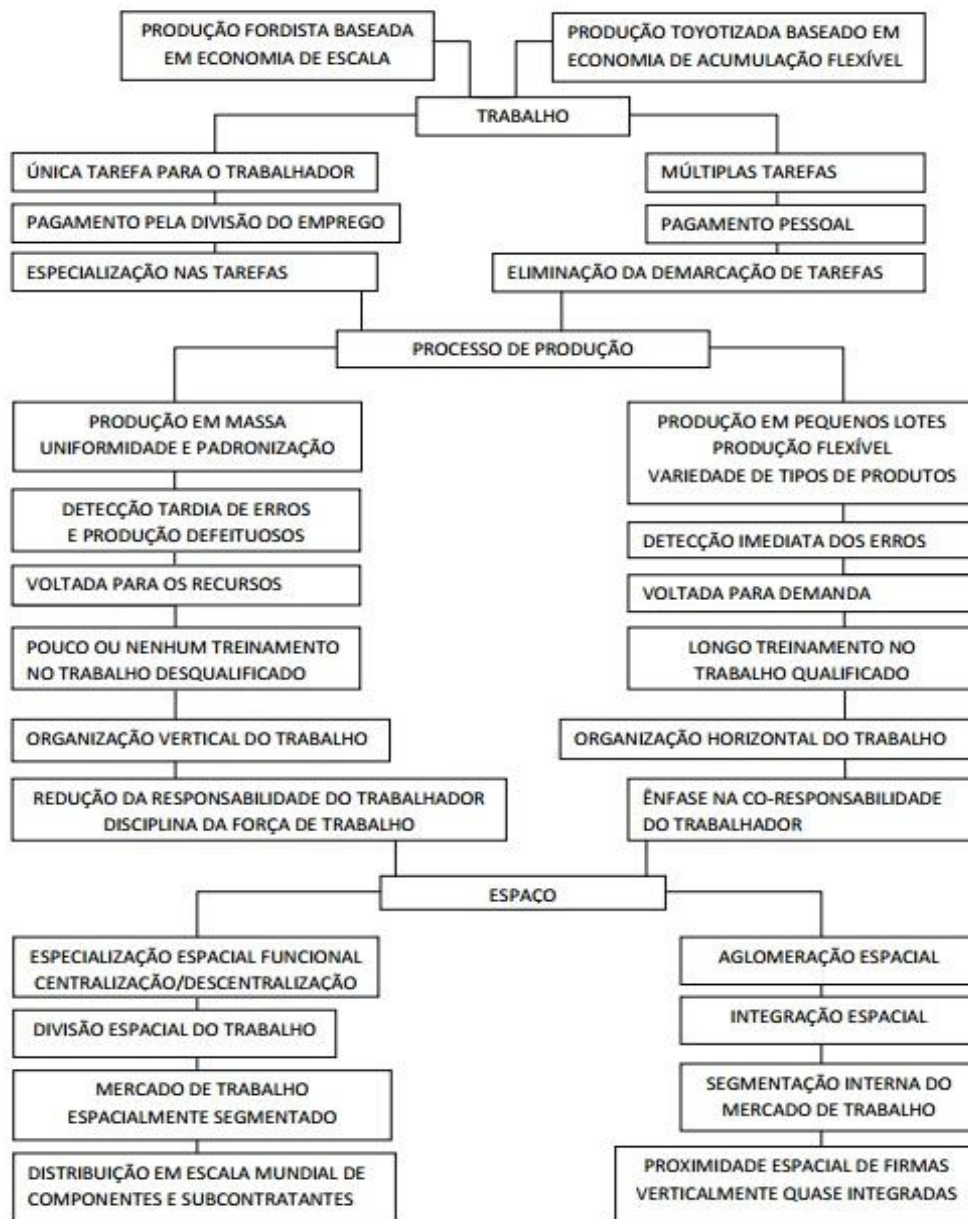 PRODUÇÃO FORDISTA BASEADA
EM ECONOMIA DE ESCALA
PRODUÇÃO TOYOTIZADA BASEADO EM
ECONOMIA DE ACUMULAÇÃO FLEXÍVEL
TRABALHO
ÚNICA TAREFA PARA O TRABALHADOR
MÚLTIPLAS TAREFAS
PAGAMENTO PELA DIVISÃO DO EMPREGO
PAGAMENTO PESSOAL
ESPECIALIZAÇÃO NAS TAREFAS
ELIMINAÇÃO DA DEMARCAÇÃO DE TAREFAS
PROCESSO DE PRODUÇÃO
PRODUÇÃO EM MASSA
UNIFORMIDADE E PADRONIZAÇÃO
PRODUÇÃO EM PEQUENOS LOTES
PRODUÇÃO FLEXÍVEL
VARIEDADE DE TIPOS DE PRODUTOS
DETECÇÃO TARDIA DE ERROS
E PRODUÇÃO DEFEITUOSOS
DETECÇÃO IMEDIATA DOS ERROS
VOLTADA PARA OS RECURSOS
VOLTADA PARA DEMANDA
POUCO OU NENHUM TREINAMENTO
NO TRABALHO DESQUALIFICADO
LONGO TREINAMENTO NO
TRABALHO QUALIFICADO
ORGANIZAÇÃO VERTICAL DO TRABALHO
ORGANIZAÇÃO HORIZONTAL DO TRABALHO
REDUÇÃO DA RESPONSABILIDADE DO TRABALHADOR
DISCIPLINA DA FORÇA DE TRABALHO
ÊNFASE NA CO-RESPONSABILIDADE
DO TRABALHADOR
ESPAÇO
ESPECIALIZAÇÃO ESPACIAL FUNCIONAL
CENTRALIZAÇÃO/DESCENTRALIZAÇÃO
AGLOMERAÇÃO ESPACIAL
DIVISÃO ESPACIAL DO TRABALHO
INTEGRAÇÃO ESPACIAL
MERCADO DE TRABALHO
ESPACIALMENTE SEGMENTADO
SEGMENTAÇÃO INTERNA DO
MERCADO DE TRABALHO
DISTRIBUIÇÃO EM ESCALA MUNDIAL DE
COMPONENTES E SUBCONTRATANTES
PROXIMIDADE ESPACIAL DE FIRMAS
VERTICALMENTE QUASE INTEGRADAS